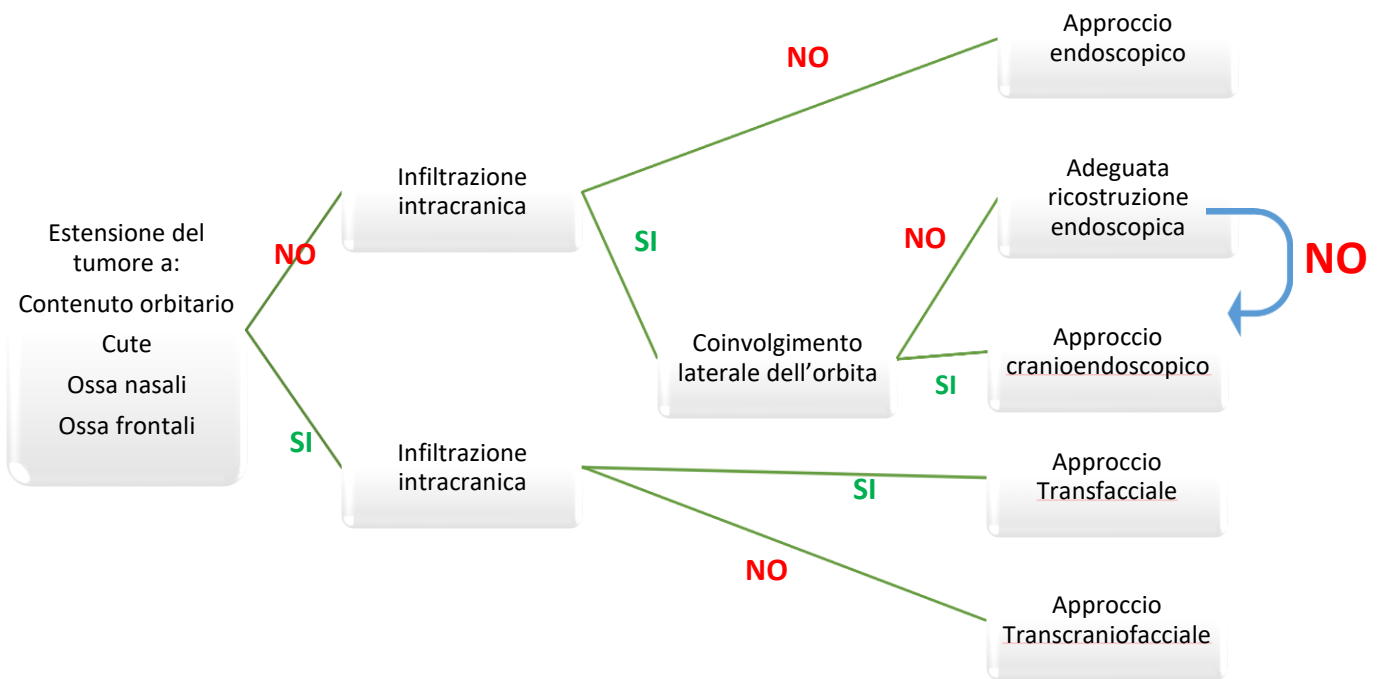 Approccio
endoscopico
NO
Infiltrazione
intracranica
Adeguata
ricostruzione
endoscopica
Estensione del
tumore a:
Contenuto orbitario
Cute
Ossa nasali
Ossa frontali
NO
SI
NO
NO
Coinvolgimento
laterale dell’orbita
SI
Approccio
cranioendoscopico
SI
Infiltrazione
intracranica
SI
Approccio
Transfacciale
NO
Approccio
Transcraniofacciale